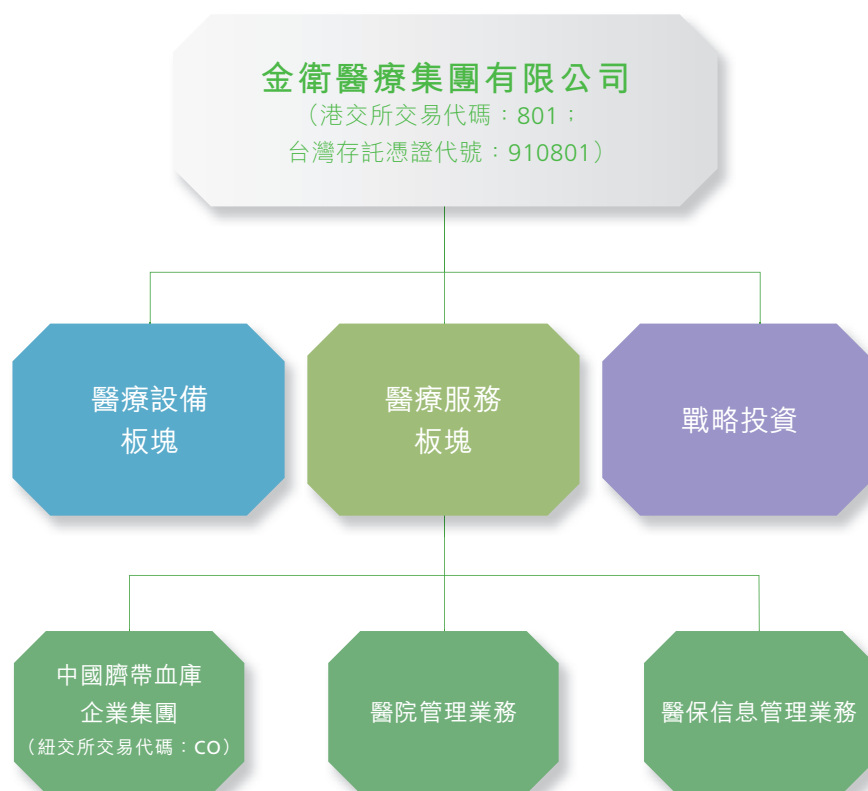 金衛醫療集團有限公司
（港交所交易代碼：801；
台灣存託憑證代號：910801）
醫療設備
板塊
醫療服務
板塊
戰略投資
中國臍帶血庫
企業集團
（紐交所交易代碼：CO）
醫院管理業務
醫保信息管理業務